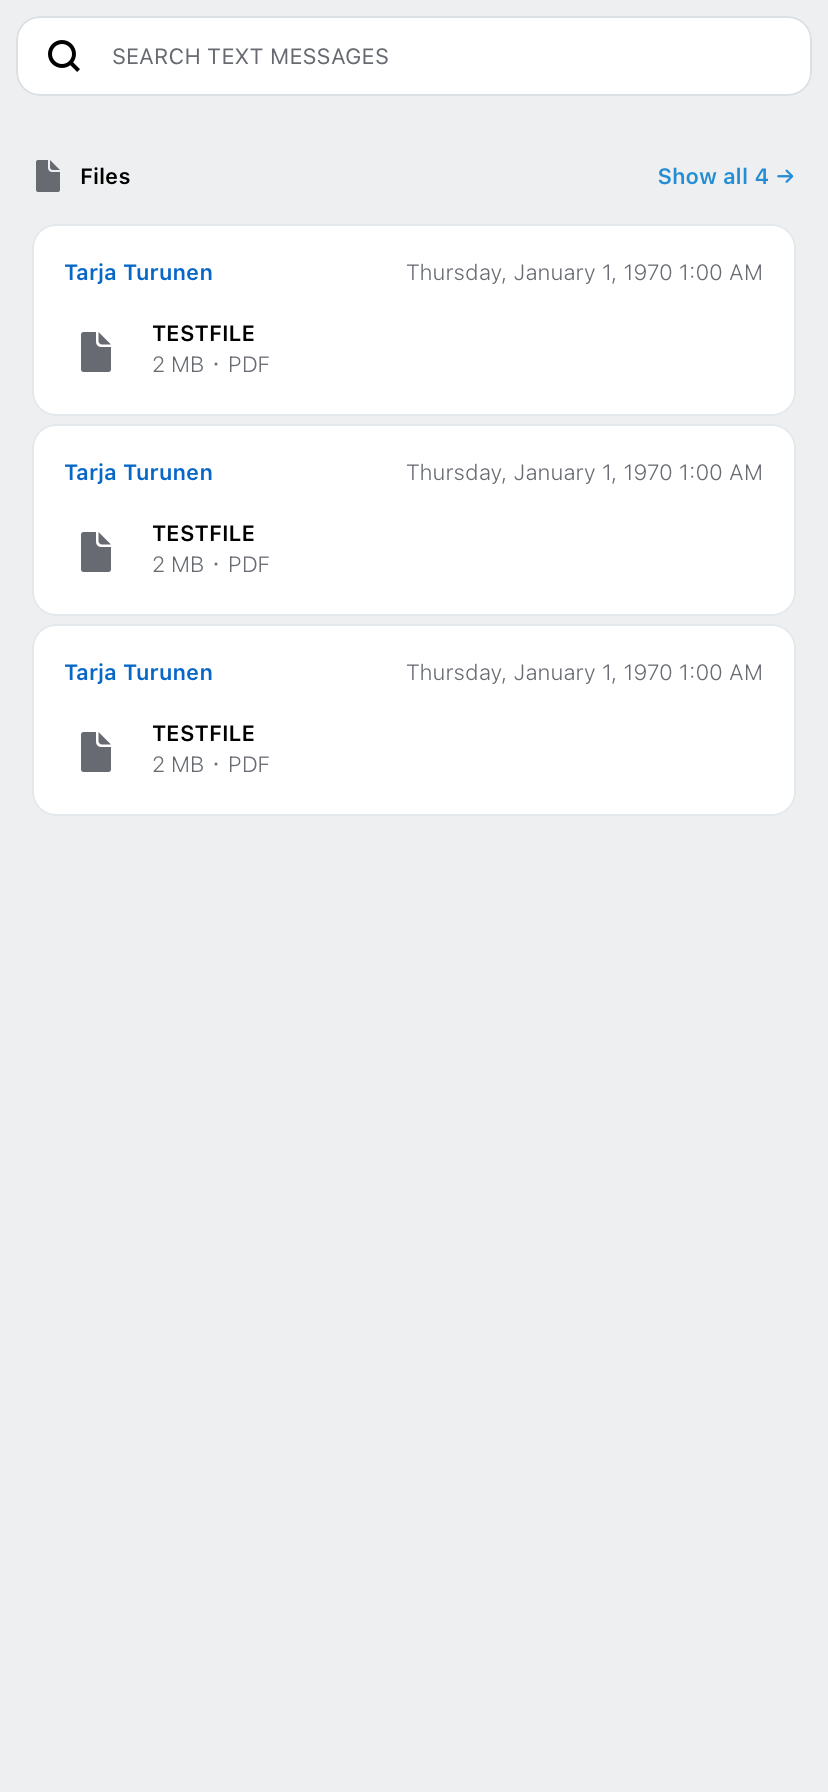 SEARCH TEXT MESSAGES
Files
Show all 4 →
Tarja Turunen
Thursday, January 1, 1970 1:00 AM
TESTFILE
2 MB · PDF
Tarja Turunen
Thursday, January 1, 1970 1:00 AM
TESTFILE
2 MB · PDF
Tarja Turunen
Thursday, January 1, 1970 1:00 AM
TESTFILE
2 MB · PDF